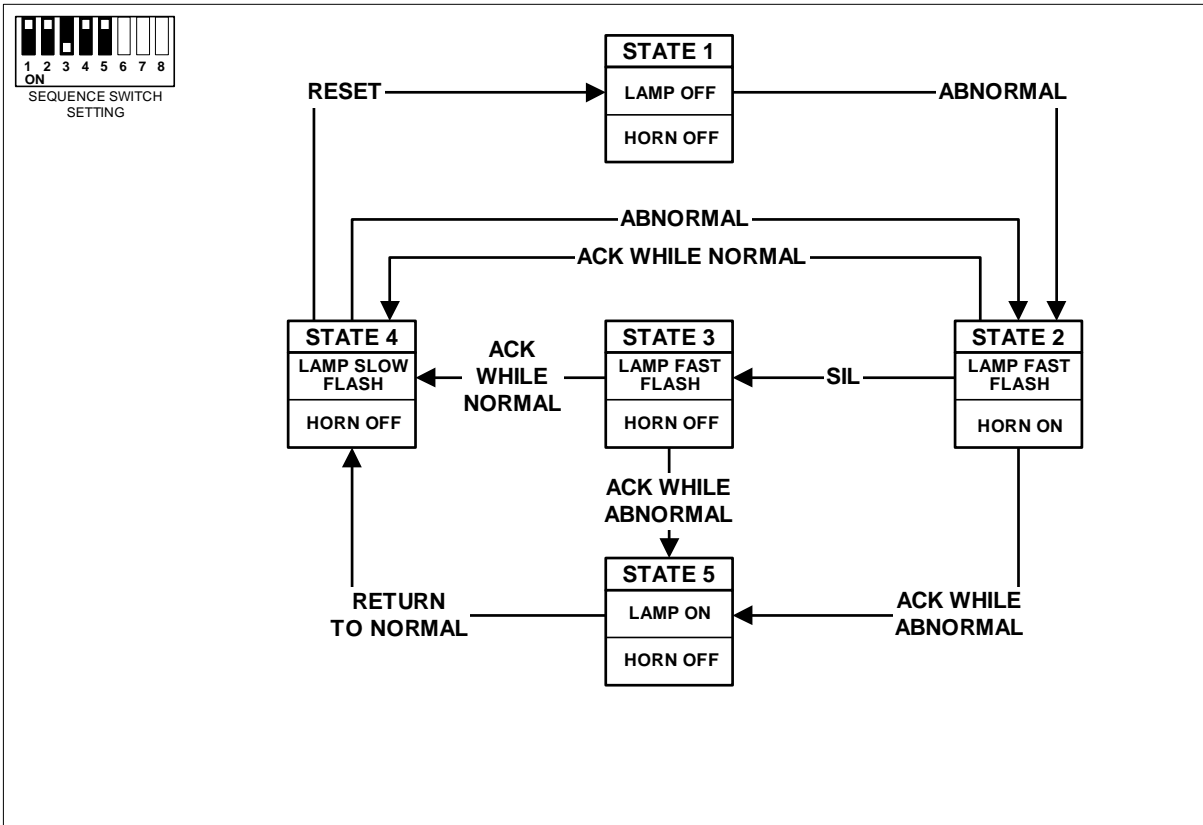 1 2 3 4 5 6 7 8
ON
SEQUENCE SWITCH
SETTING
STATE 1
LAMP OFF
HORN OFF
RESET
ABNORMAL
ABNORMAL
ACK WHILE NORMAL
STATE 4
LAMP SLOW
FLASH
HORN OFF
ACK
WHILE
NORMAL
STATE 3
LAMP FAST
FLASH
HORN OFF
SIL
STATE 2
LAMP FAST
FLASH
HORN ON
ACK WHILE
ABNORMAL
STATE 5
LAMP ON
HORN OFF
RETURN
TO NORMAL
ACK WHILE
ABNORMAL